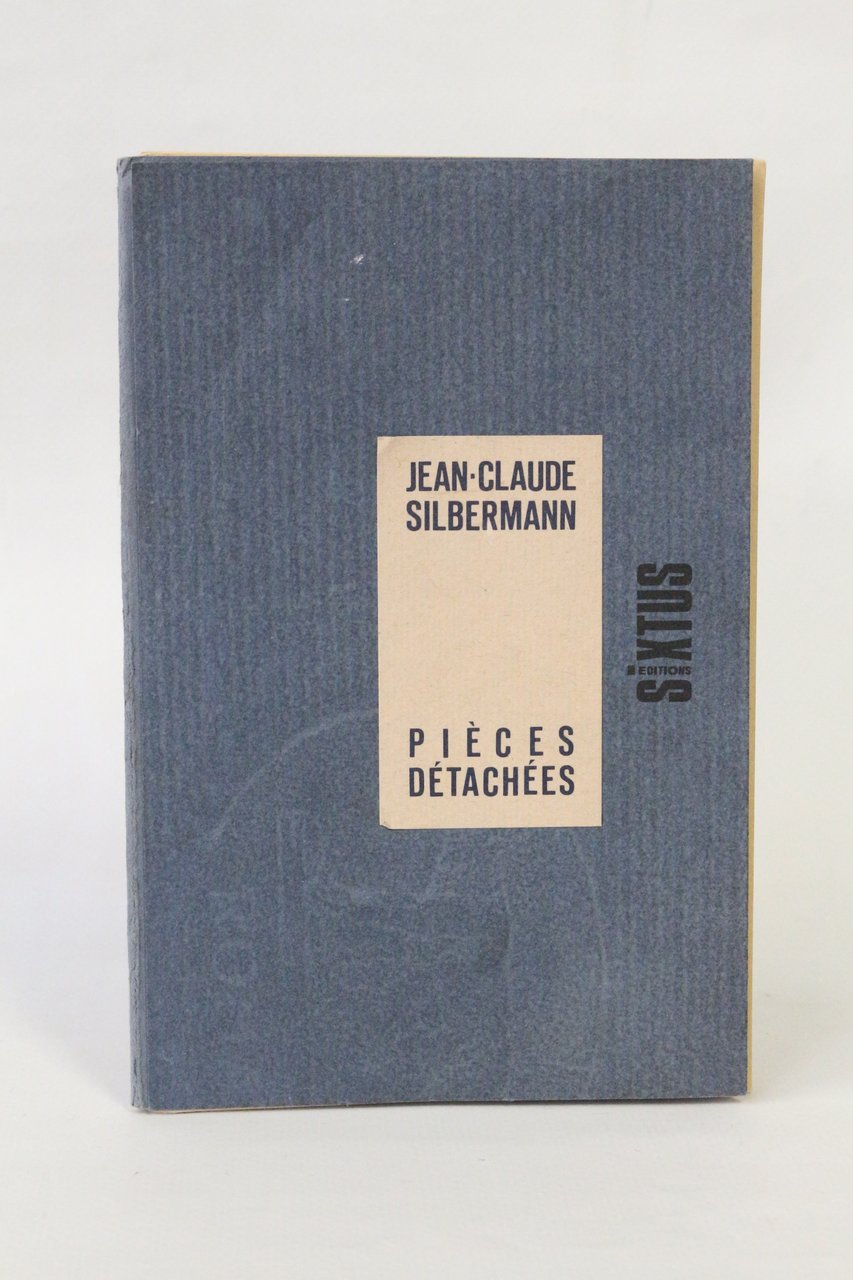 JEAN·CLAUDE
SILBERMANN
PIÈCES
DÉTACHÉES
SiXTUS
EDITIONS